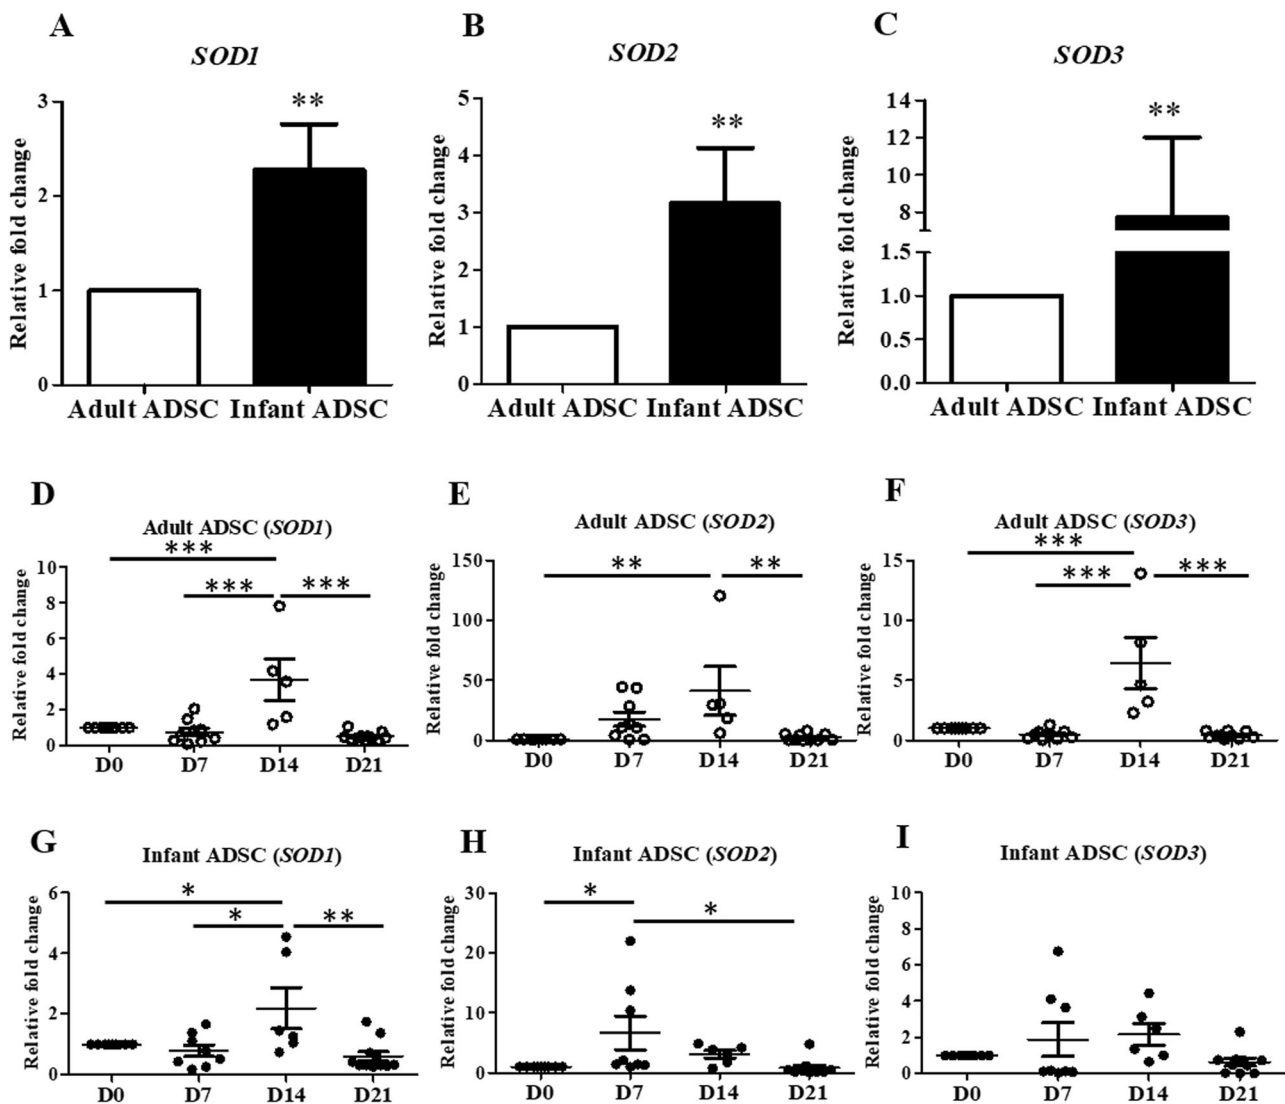 A
SOD1
**
Relative fold change
3
2
1
0
Adult ADSC
Infant ADSC
B
SOD2
**
Relative fold change
5
4
3
2
1
0
Adult ADSC
Infant ADSC
C
SOD3
**
Relative fold change
14
12
10
8
6
1.5
1.0
0.5
0.0
Adult ADSC
Infant ADSC
D
Adult ADSC (SOD1)
***
***
***
Relative fold change
10
8
6
4
2
0
D0
D7
D14
D21
E
Adult ADSC (SOD2)
**
**
Relative fold change
150
100
50
0
D0
D7
D14
D21
F
Adult ADSC (SOD3)
***
***
***
Relative fold change
15
10
5
0
D0
D7
D14
D21
G
Infant ADSC (SOD1)
*
*
**
Relative fold change
6
4
2
0
D0
D7
D14
D21
H
Infant ADSC (SOD2)
*
*
Relative fold change
30
20
10
0
D0
D7
D14
D21
I
Infant ADSC (SOD3)
Relative fold change
10
8
6
4
2
0
D0
D7
D14
D21